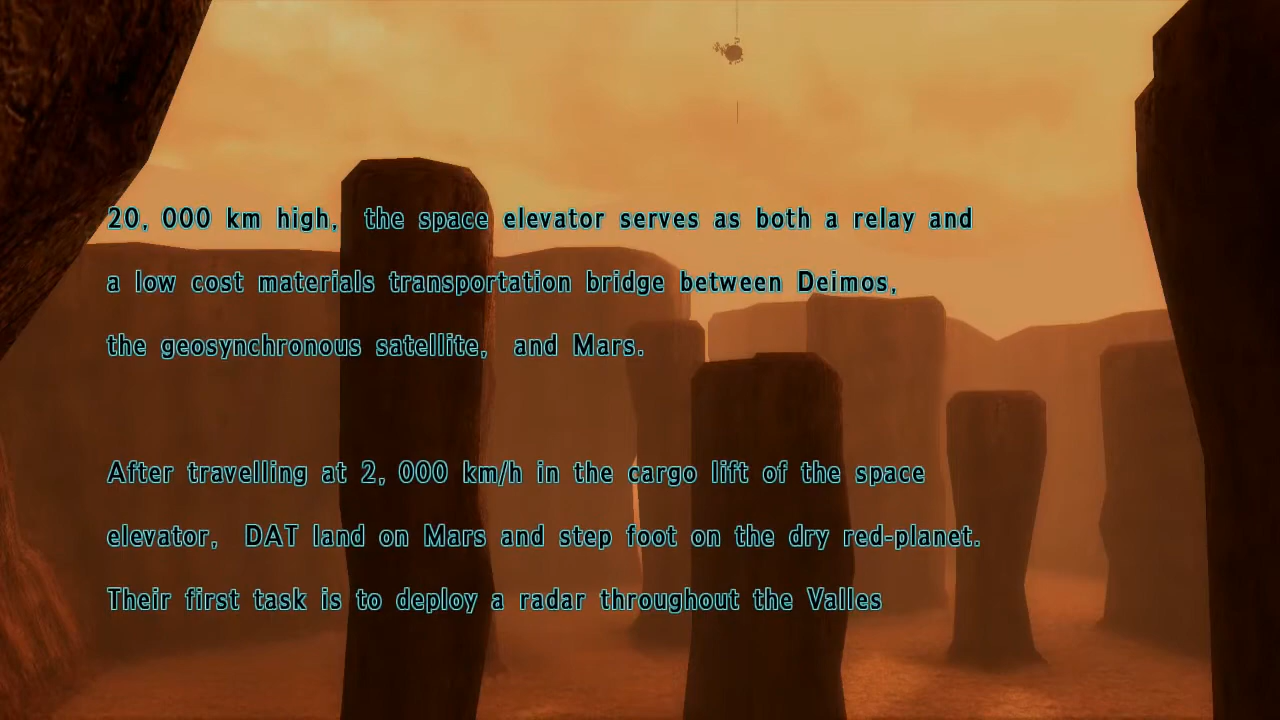 20, 000 km high, the space elevator serves as both a relay and
a low cost materials transportation bridge between Deimos,
the geosynchronous satellite, and Mars.
After travelling at 2, 000 km/h in the cargo lift of the space
elevator, DAT land on Mars and step foot on the dry red-planet.
Their first task is to deploy a radar throughout the Valles